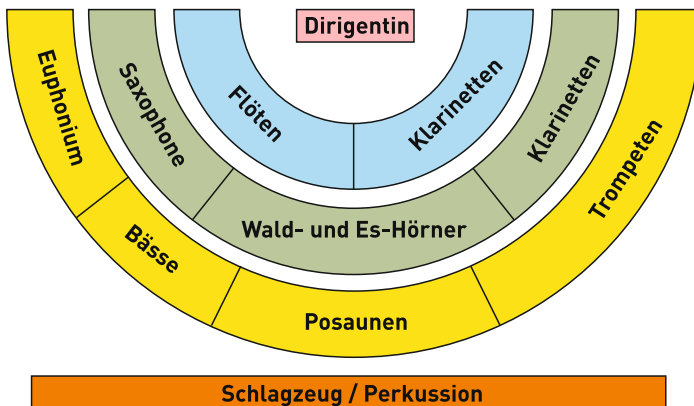 Dirigentin
Flöten
Klarinetten
Saxophone
Wald- und Es-Hörner
Klarinetten
Euphonium
Bässe
Posaunen
Trompeten
Schlagzeug / Perkussion